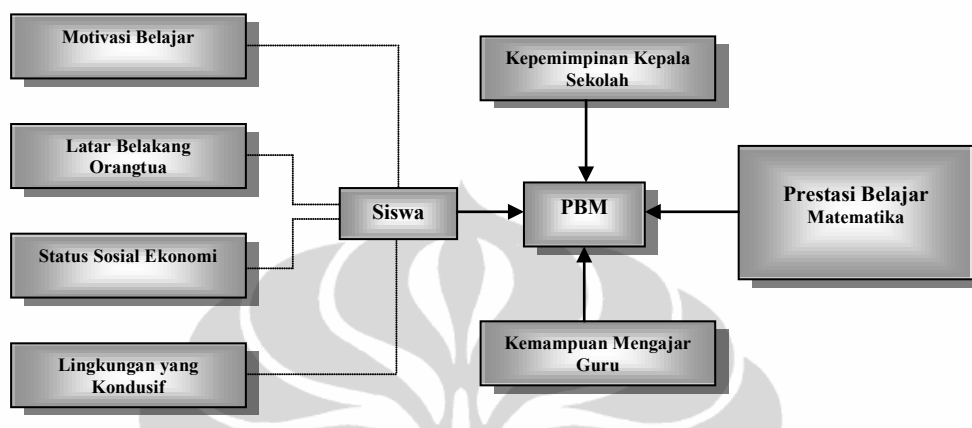 Motivasi Belajar
Latar Belakang
Orangtua
Status Sosial Ekonomi
Lingkungan yang
Kondusif
Siswa
Kepemimpinan Kepala
Sekolah
PBM
Kemampuan Mengajar
Guru
Prestasi Belajar
Matematika